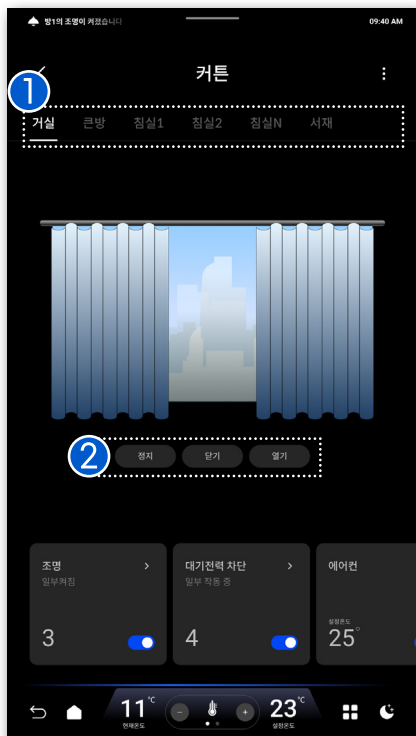 방1의 조명이 켜졌습니다 09:40 AM
커튼
1
거실 큰방 침실1 침실2 침실N 서재
2 정지 닫기 열기
조명 대기전력 차단 에어컨
일부켜짐 일부 작동 중
설정온도
3 4 25°
11°C - + 23°C
현재온도 설정온도